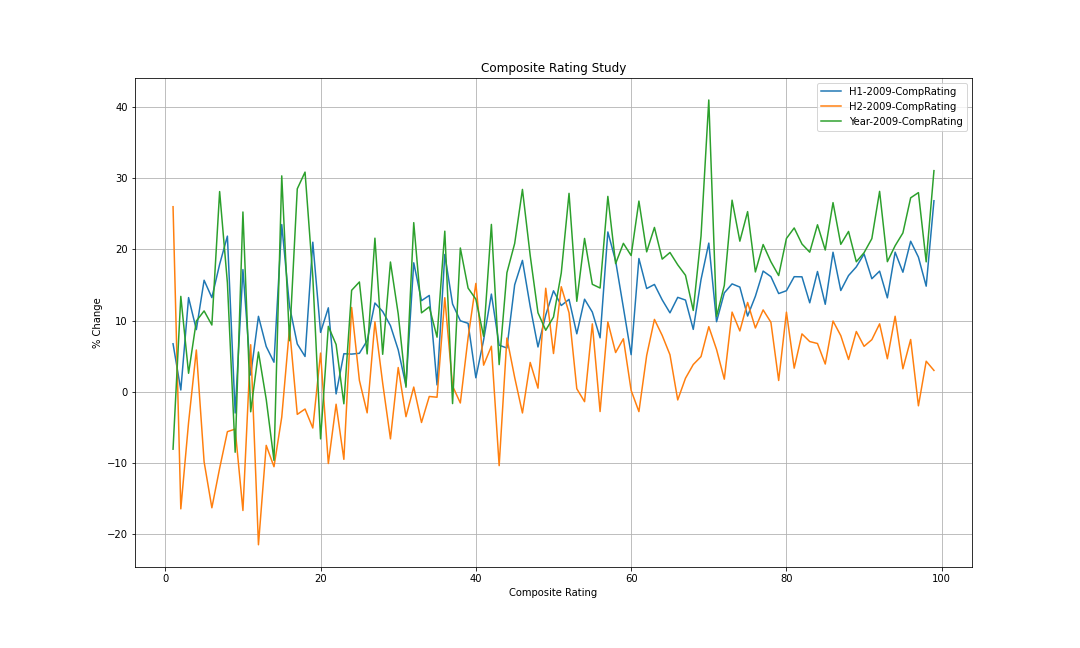 Composite Rating Study
H1-2009-CompRating
H2-2009-CompRating
Year-2009-CompRating
% Change
40
30
20
10
0
−10
−20
0 20 40 60 80 100
Composite Rating